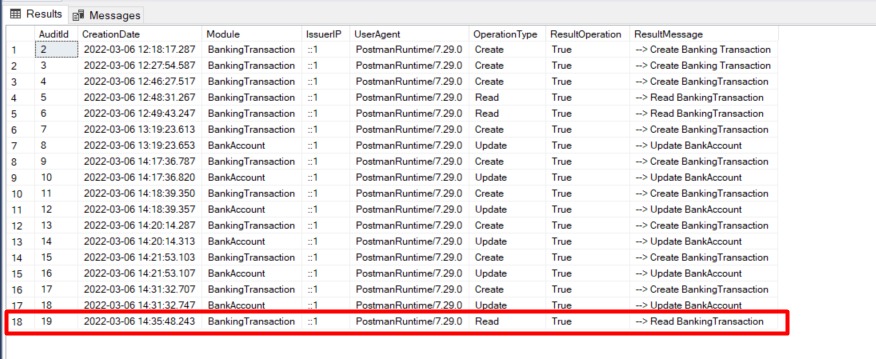 Results Messages
AuditId CreationDate Module IssuerIP UserAgent OperationType ResultOperation ResultMessage
1 2 2022-03-06 12:18:17.287 BankingTransaction ::1 PostmanRuntime/7.29.0 Create True --> Create Banking Transaction
2 3 2022-03-06 12:27:54.587 BankingTransaction ::1 PostmanRuntime/7.29.0 Create True --> Create Banking Transaction
3 4 2022-03-06 12:46:27.517 BankingTransaction ::1 PostmanRuntime/7.29.0 Create True --> Create BankingTransaction
4 5 2022-03-06 12:48:31.267 BankingTransaction ::1 PostmanRuntime/7.29.0 Read True --> Read BankingTransaction
5 6 2022-03-06 12:49:43.247 BankingTransaction ::1 PostmanRuntime/7.29.0 Read True --> Read BankingTransaction
6 7 2022-03-06 13:19:23.613 BankingTransaction ::1 PostmanRuntime/7.29.0 Create True --> Create BankingTransaction
7 8 2022-03-06 13:19:23.653 BankAccount ::1 PostmanRuntime/7.29.0 Update True --> Update BankAccount
8 9 2022-03-06 14:17:36.787 BankingTransaction ::1 PostmanRuntime/7.29.0 Create True --> Create BankingTransaction
9 10 2022-03-06 14:17:36.820 BankAccount ::1 PostmanRuntime/7.29.0 Update True --> Update BankAccount
10 11 2022-03-06 14:18:39.350 BankingTransaction ::1 PostmanRuntime/7.29.0 Create True --> Create BankingTransaction
11 12 2022-03-06 14:18:39.357 BankAccount ::1 PostmanRuntime/7.29.0 Update True --> Update BankAccount
12 13 2022-03-06 14:20:14.287 BankingTransaction ::1 PostmanRuntime/7.29.0 Create True --> Create BankingTransaction
13 14 2022-03-06 14:20:14.313 BankAccount ::1 PostmanRuntime/7.29.0 Update True --> Update BankAccount
14 15 2022-03-06 14:21:53.103 BankingTransaction ::1 PostmanRuntime/7.29.0 Create True --> Create BankingTransaction
15 16 2022-03-06 14:21:53.107 BankAccount ::1 PostmanRuntime/7.29.0 Update True --> Update BankAccount
16 17 2022-03-06 14:31:32.707 BankingTransaction ::1 PostmanRuntime/7.29.0 Create True --> Create BankingTransaction
17 18 2022-03-06 14:31:32.747 BankAccount ::1 PostmanRuntime/7.29.0 Update True --> Update BankAccount
18 19 2022-03-06 14:35:48.243 BankingTransaction ::1 PostmanRuntime/7.29.0 Read True --> Read BankingTransaction